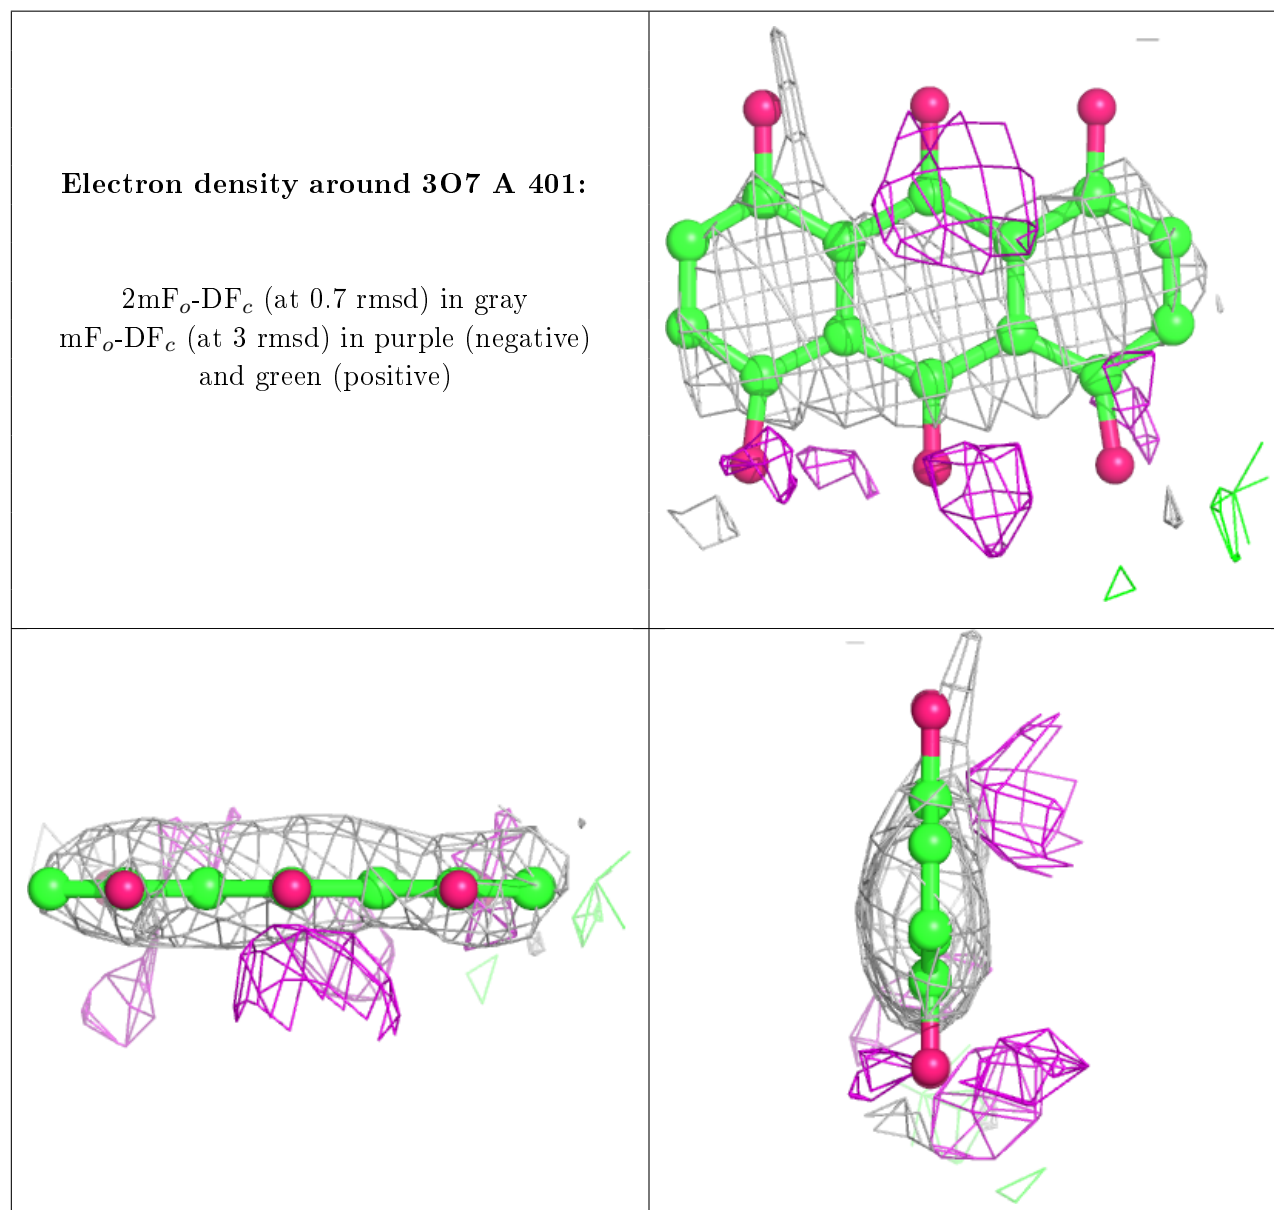 Electron density around 3O7 A 401:
2mFo-DFc (at 0.7 rmsd) in gray
mFo-DFc (at 3 rmsd) in purple (negative)
and green (positive)